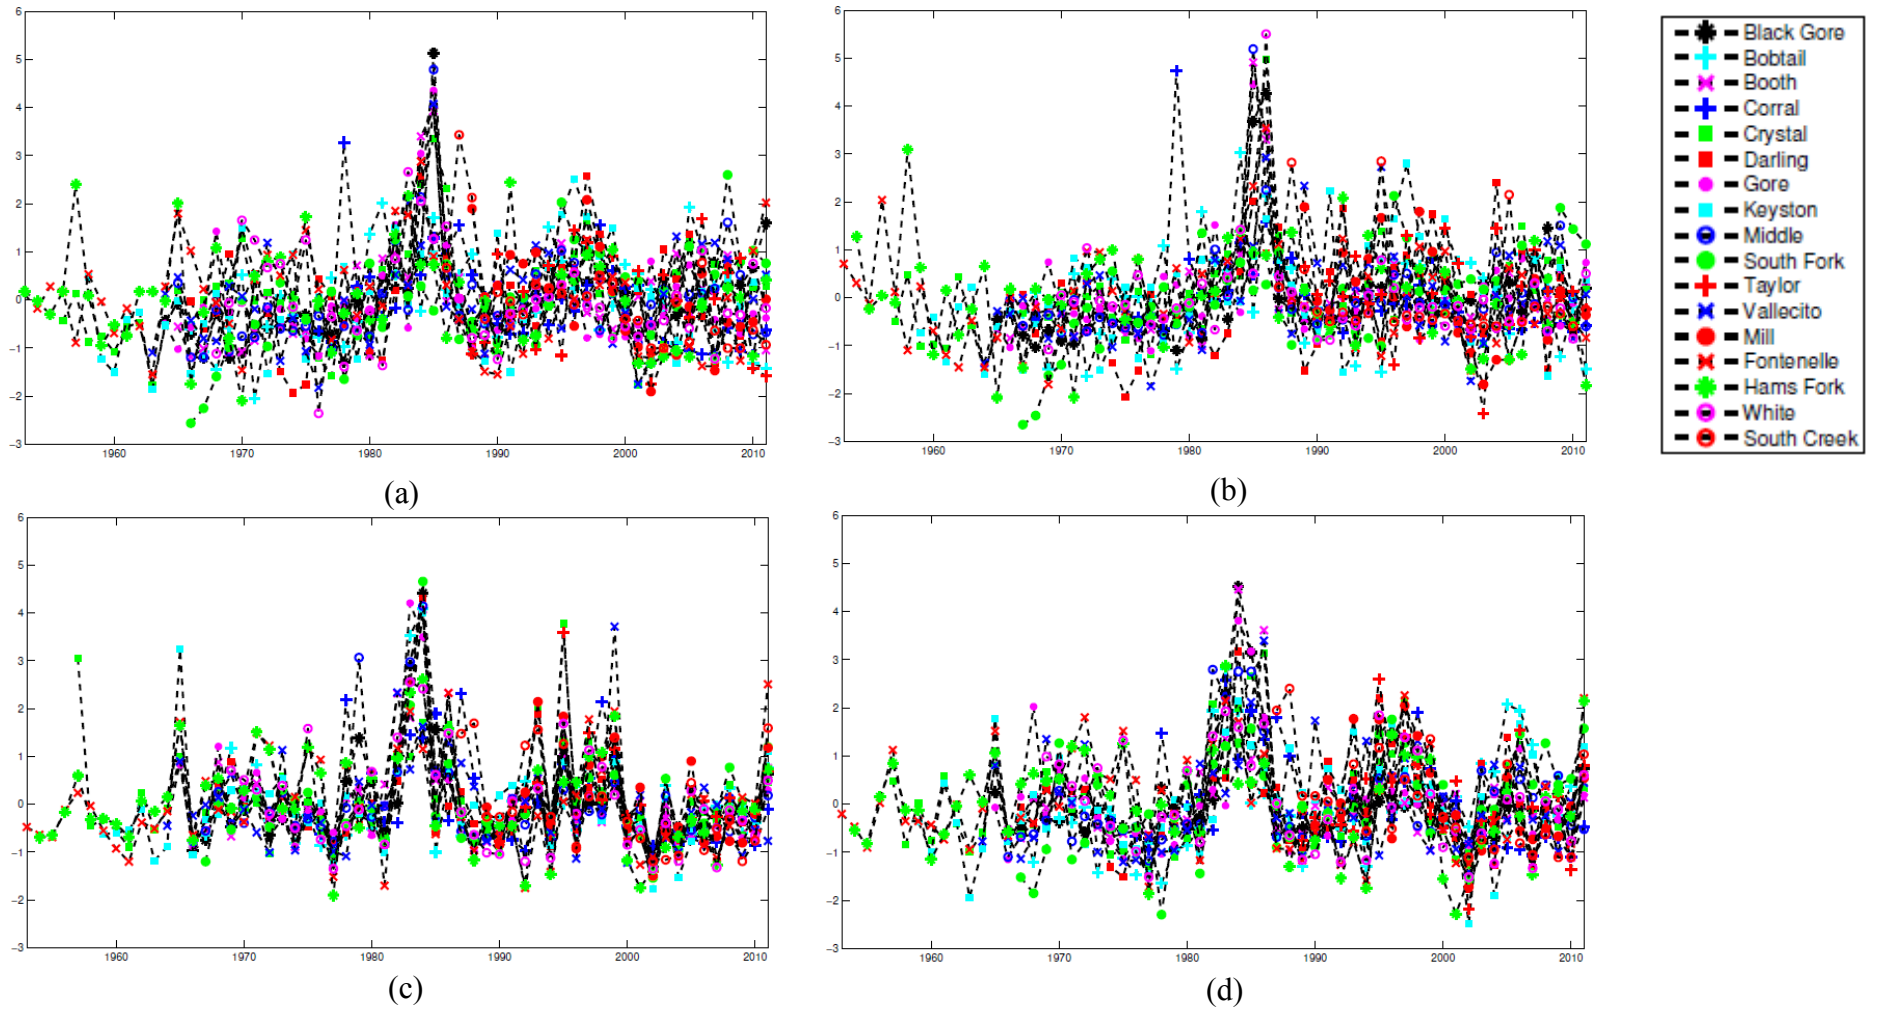 6
5
4
3
2
1
0
−1
−2
−3
1960 1970 1980 1990 2000 2010
(a)
6
5
4
3
2
1
0
−1
−2
−3
1960 1970 1980 1990 2000 2010
(b)
Black Gore
Bobtail
Booth
Corral
Crystal
Darling
Gore
Keyston
Middle
South Fork
Taylor
Vallecito
Mill
Fontenelle
Hams Fork
White
South Creek
6
5
4
3
2
1
0
−1
−2
−3
1960 1970 1980 1990 2000 2010
(c)
6
5
4
3
2
1
0
−1
−2
−3
1960 1970 1980 1990 2000 2010
(d)